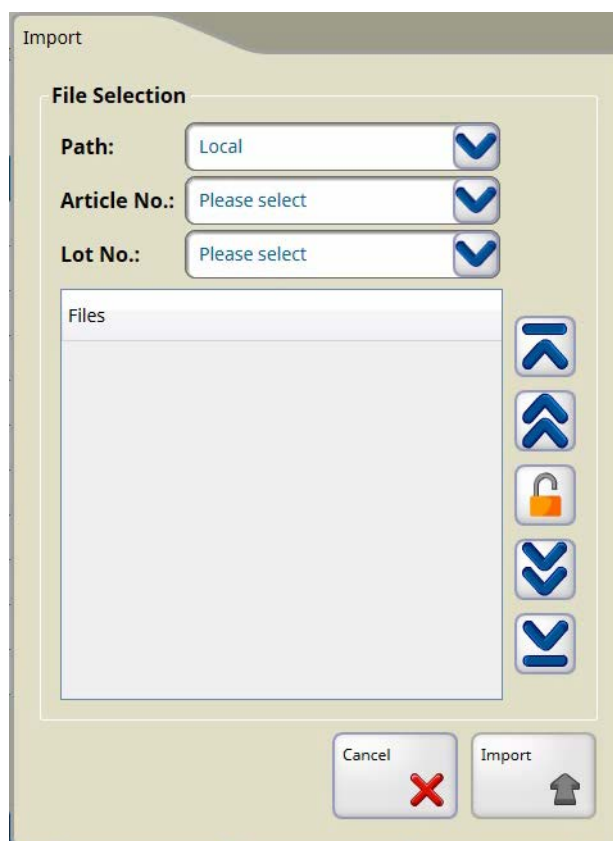 Import
File Selection
Path: Local
Article No.: Please select
Lot No.: Please select
Files
Cancel Import